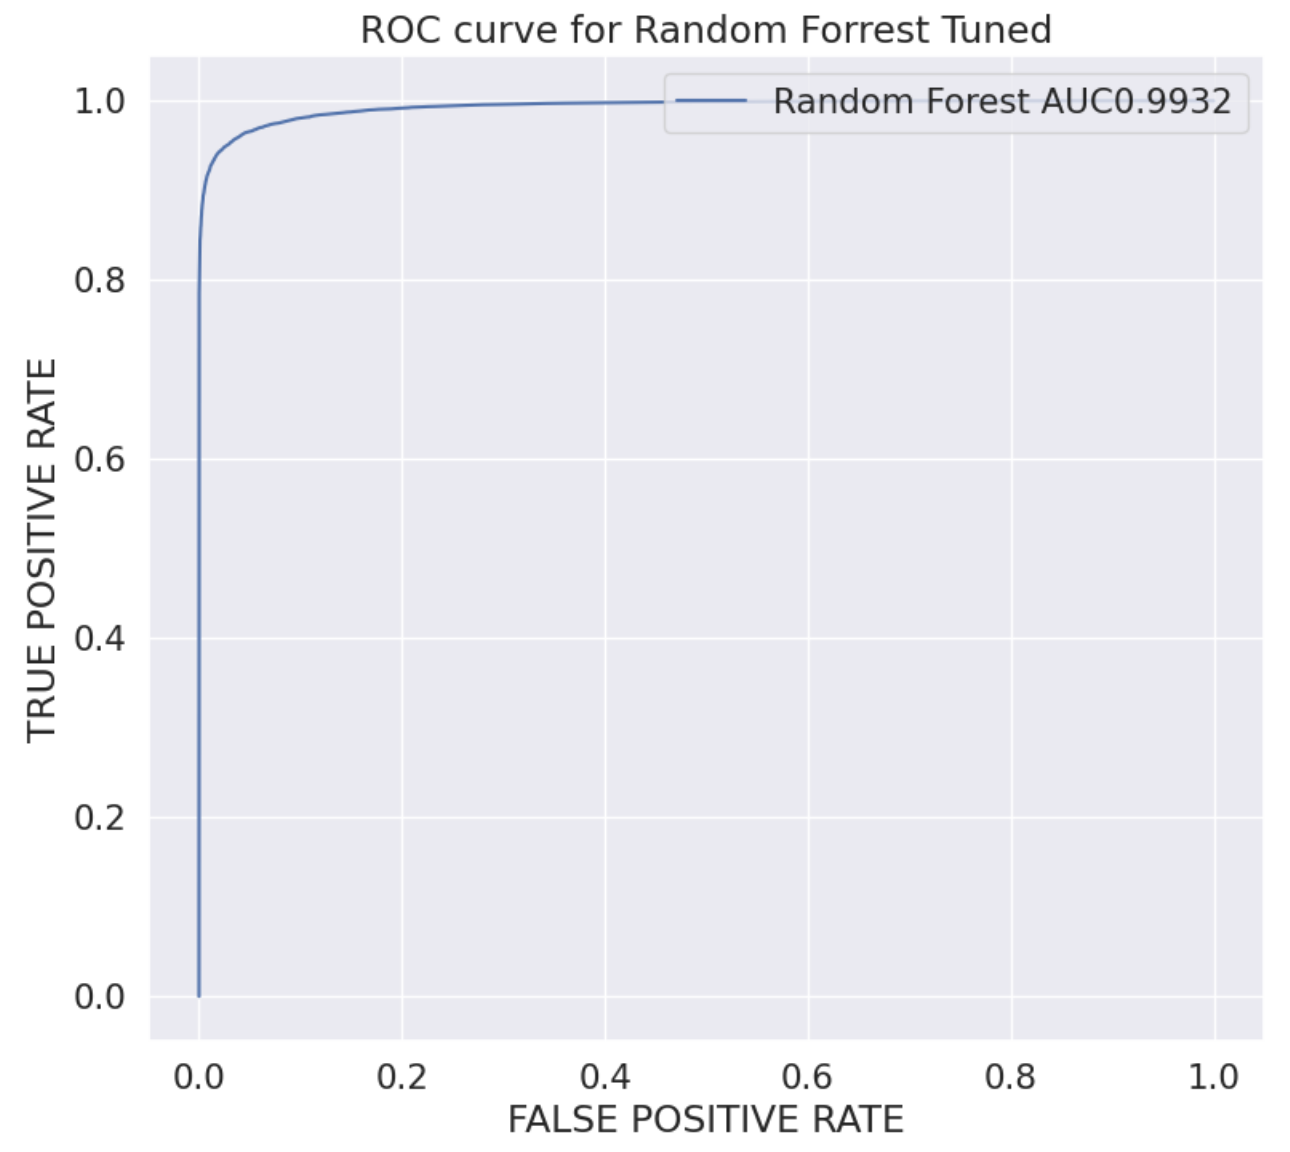 ROC curve for Random Forrest Tuned
Random Forest AUC0.9932
1.0
0.8
0.6
0.4
0.2
0.0
TRUE POSITIVE RATE
0.0 0.2 0.4 0.6 0.8 1.0
FALSE POSITIVE RATE